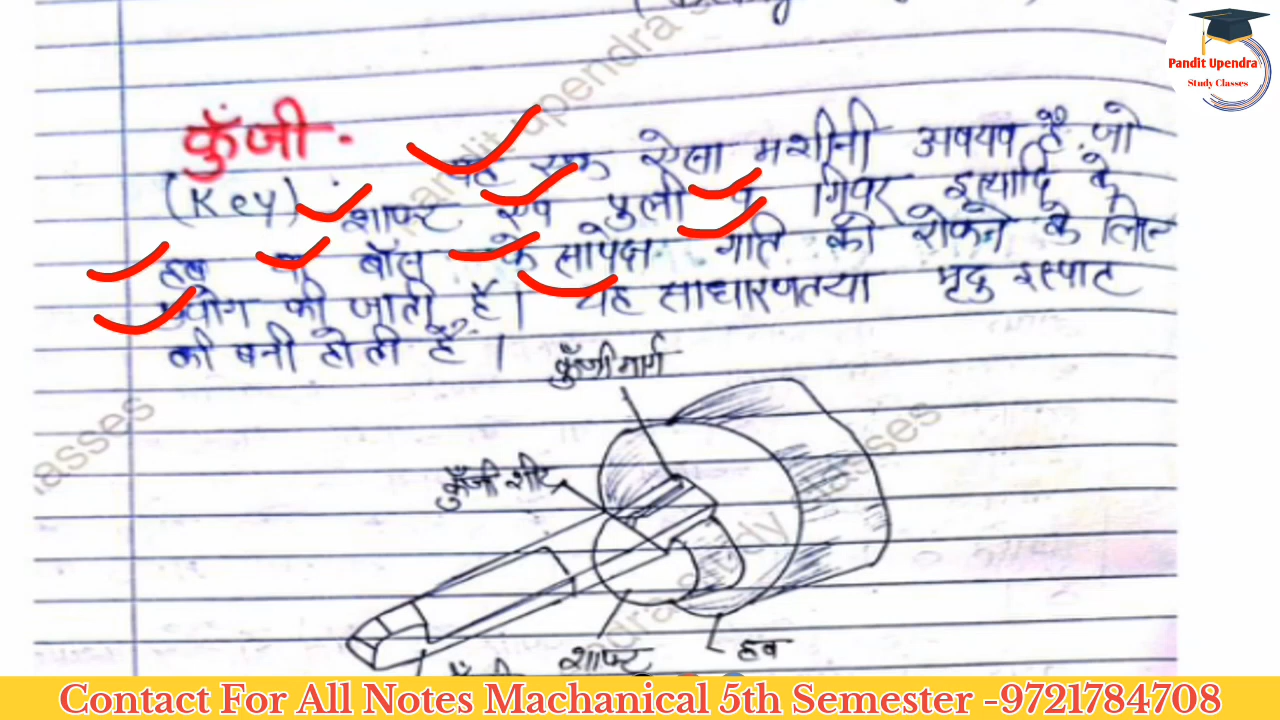 Pandit Upendra
Study Classes
कुँजी -
यह एक ऐसा मशीनी अवयव है जो
(Key) शाफ्ट एवं पुली व गियर इत्यादि के
हब या बॉस के सापेक्ष गति को रोकने के लिए
प्रयोग की जाती है। यह साधारणतया मृदु इस्पात
की बनी होती है।
कुँजी मार्ग
कुँजी शीट
शाफ्ट
हब
Contact For All Notes Machanical 5th Semester -9721784708